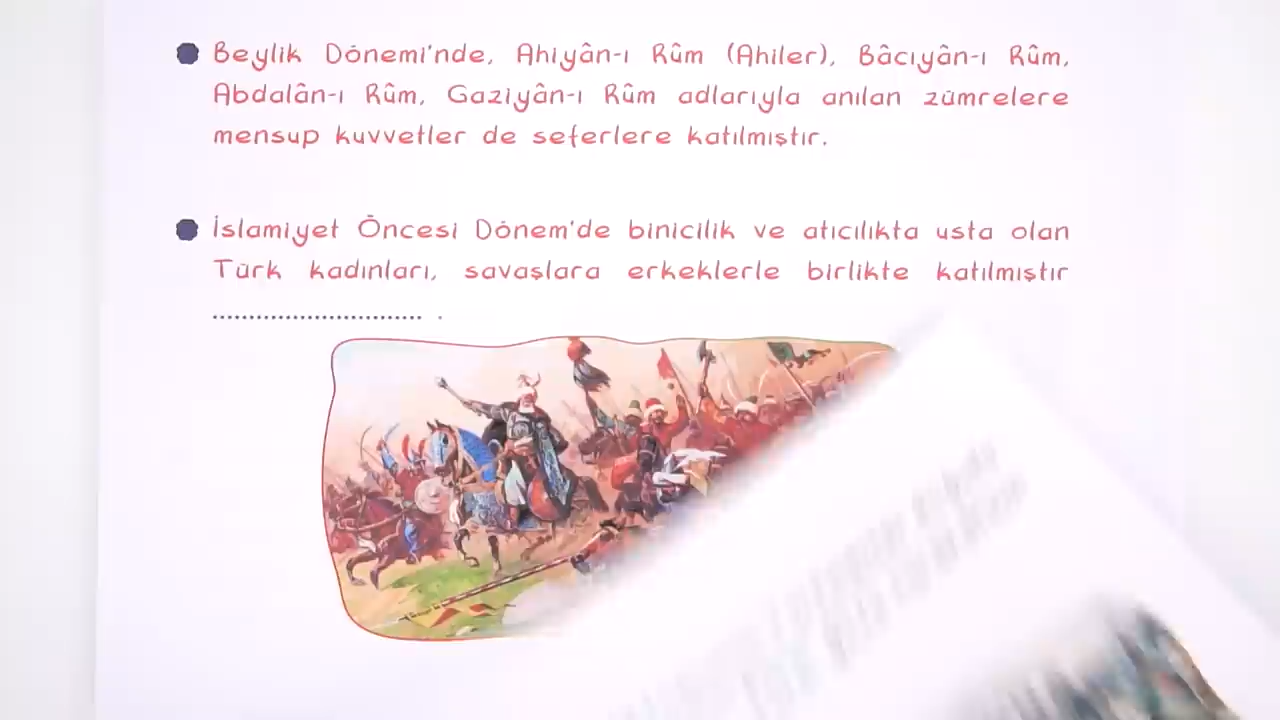 Beylik Dönemi'nde, Ahiyân-ı Rûm (Ahiler), Bâcıyân-ı Rûm,
Abdalân-ı Rûm, Gaziyân-ı Rûm adlarıyla anılan zümrelere
mensup kuvvetler de seferlere katılmıştır.
İslamiyet Öncesi Dönem'de binicilik ve atıcılıkta usta olan
Türk kadınları, savaşlara erkeklerle birlikte katılmıştır
............................ .